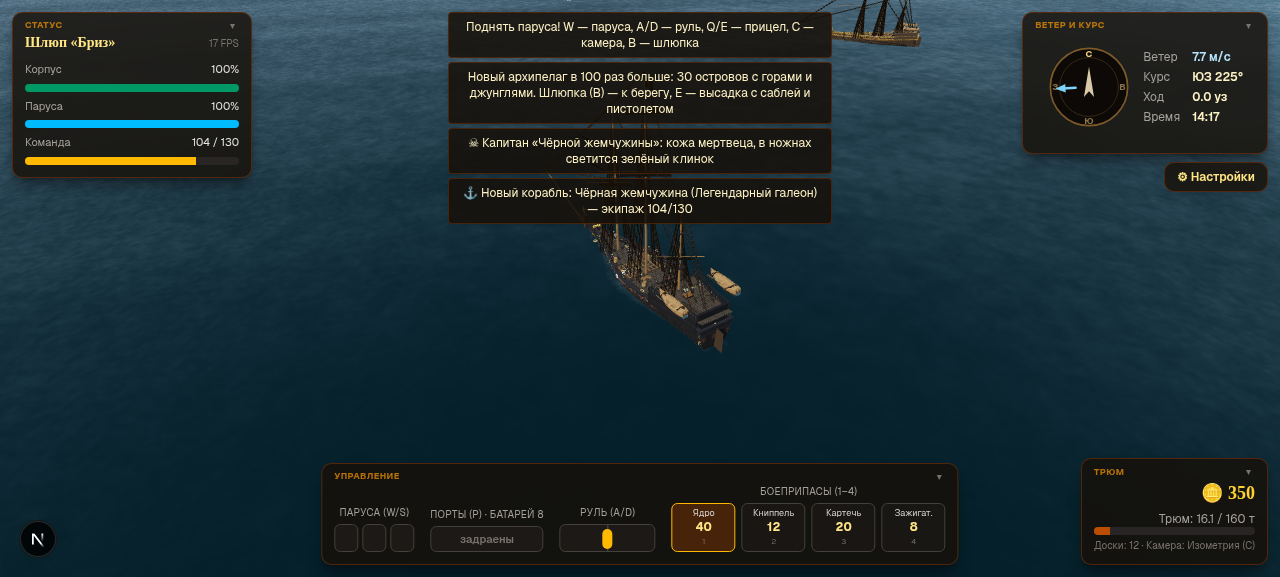 СТАТУС
▼
Шлюп «Бриз»
17 FPS
Корпус
100%
Паруса
100%
Команда
104 / 130
Поднять паруса! W — паруса, A/D — руль, Q/E — прицел, C —
камера, B — шлюпка
Новый архипелаг в 100 раз больше: 30 островов с горами и
джунглями. Шлюпка (B) — к берегу, E — высадка с саблей и
пистолетом
☠ Капитан «Чёрной жемчужины»: кожа мертвеца, в ножнах
светится зелёный клинок
⚓ Новый корабль: Чёрная жемчужина (Легендарный галеон)
— экипаж 104/130
ВЕТЕР И КУРС
▼
С
З
В
Ю
Ветер 7.7 м/с
Курс ЮЗ 225°
Ход 0.0 уз
Время 14:17
⚙ Настройки
УПРАВЛЕНИЕ
▼
ПАРУСА (W/S)
ПОРТЫ (P) · БАТАРЕЙ 8
задраены
РУЛЬ (A/D)
БОЕПРИПАСЫ (1–4)
Ядро
40
1
Книппель
12
2
Картечь
20
3
Зажигат.
8
4
ТРЮМ
▼
🪙 350
Трюм: 16.1 / 160 т
Доски: 12 · Камера: Изометрия (C)
N